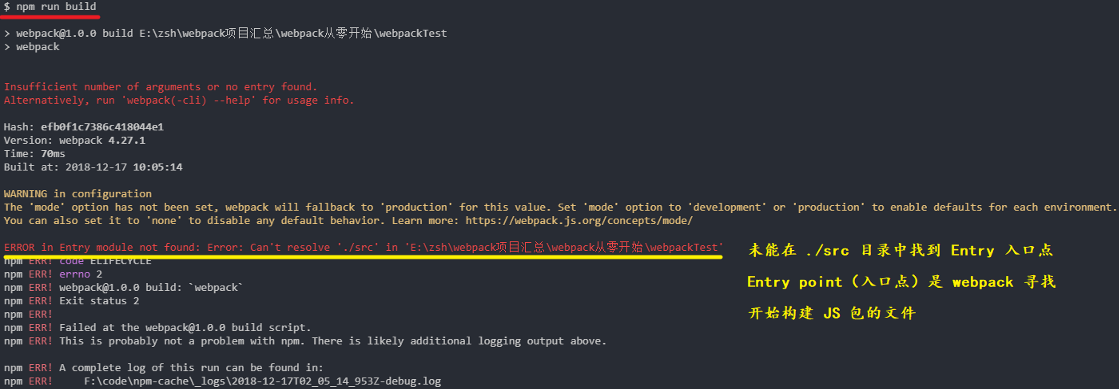 $ npm run build
> webpack@1.0.0 build E:\zsh\webpack项目汇总\webpack从零开始\webpackTest
> webpack
Insufficient number of arguments or no entry found.
Alternatively, run 'webpack(-cli) --help' for usage info.
Hash: efb0f1c7386c418044e1
Version: webpack 4.27.1
Time: 70ms
Built at: 2018-12-17 10:05:14
WARNING in configuration
The 'mode' option has not been set, webpack will fallback to 'production' for this value. Set 'mode' option to 'development' or 'production' to enable defaults for each environment.
You can also set it to 'none' to disable any default behavior. Learn more: https://webpack.js.org/concepts/mode/
ERROR in Entry module not found: Error: Can't resolve './src' in 'E:\zsh\webpack项目汇总\webpack从零开始\webpackTest'
npm ERR! code ELIFECYCLE
npm ERR! errno 2
npm ERR! webpack@1.0.0 build: `webpack`
npm ERR! Exit status 2
npm ERR!
npm ERR! Failed at the webpack@1.0.0 build script.
npm ERR! This is probably not a problem with npm. There is likely additional logging output above.
npm ERR! A complete log of this run can be found in:
npm ERR!     F:\code\npm-cache\_logs\2018-12-17T02_05_14_953Z-debug.log
未能在 ./src 目录中找到 Entry 入口点
Entry point（入口点）是 webpack 寻找
开始构建 JS 包的文件